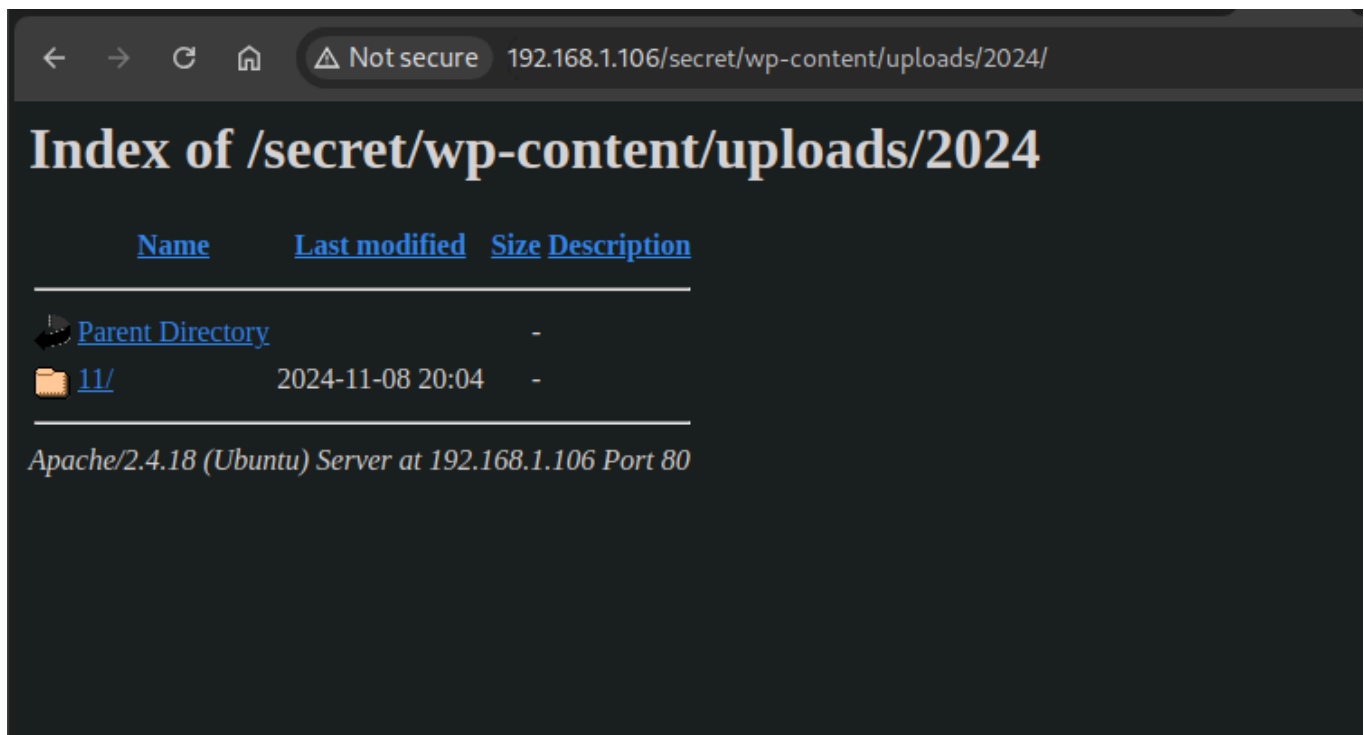 Not secure 192.168.1.106/secret/wp-content/uploads/2024/
Index of /secret/wp-content/uploads/2024
Name Last modified Size Description
Parent Directory -
11/ 2024-11-08 20:04 -
Apache/2.4.18 (Ubuntu) Server at 192.168.1.106 Port 80